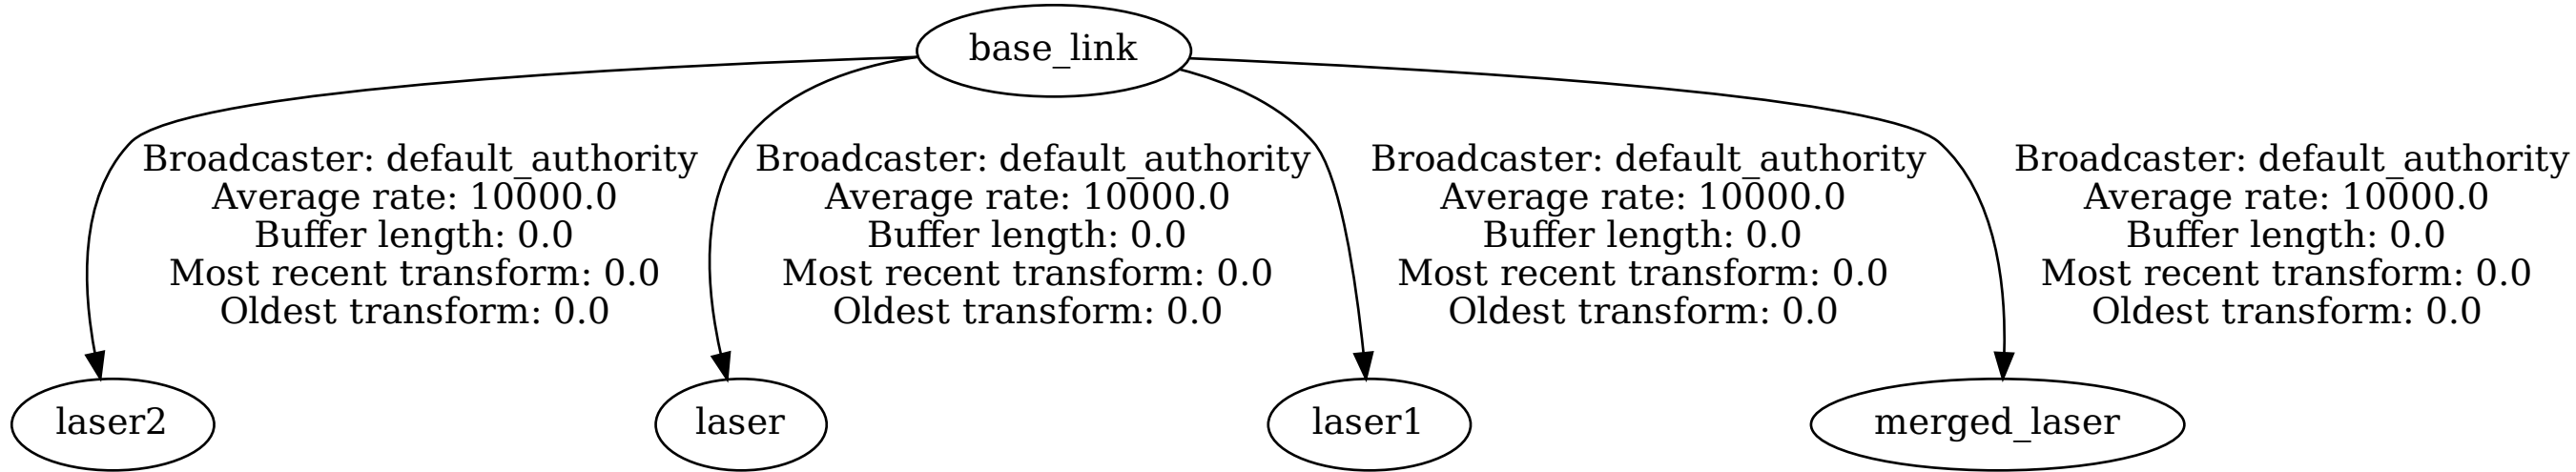 base_link
Broadcaster: default_authority
Average rate: 10000.0
Buffer length: 0.0
Most recent transform: 0.0
Oldest transform: 0.0
Broadcaster: default_authority
Average rate: 10000.0
Buffer length: 0.0
Most recent transform: 0.0
Oldest transform: 0.0
Broadcaster: default_authority
Average rate: 10000.0
Buffer length: 0.0
Most recent transform: 0.0
Oldest transform: 0.0
Broadcaster: default_authority
Average rate: 10000.0
Buffer length: 0.0
Most recent transform: 0.0
Oldest transform: 0.0
laser2
laser
laser1
merged_laser